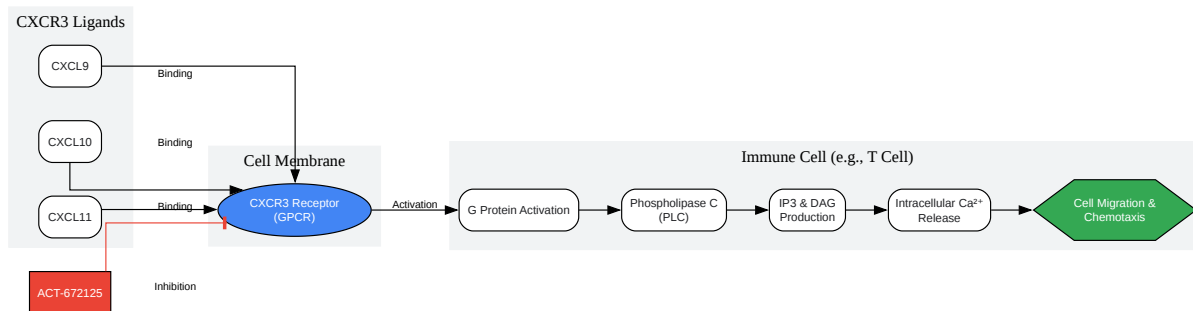 CXCR3 Ligands
CXCL9
Binding
CXCL10
Binding
Cell Membrane
Immune Cell (e.g., T Cell)
CXCL11
Binding
CXCR3 Receptor
(GPCR)
Activation
G Protein Activation
Phospholipase C
(PLC)
IP3 & DAG
Production
Intracellular Ca²⁺
Release
Cell Migration &
Chemotaxis
ACT-672125
Inhibition